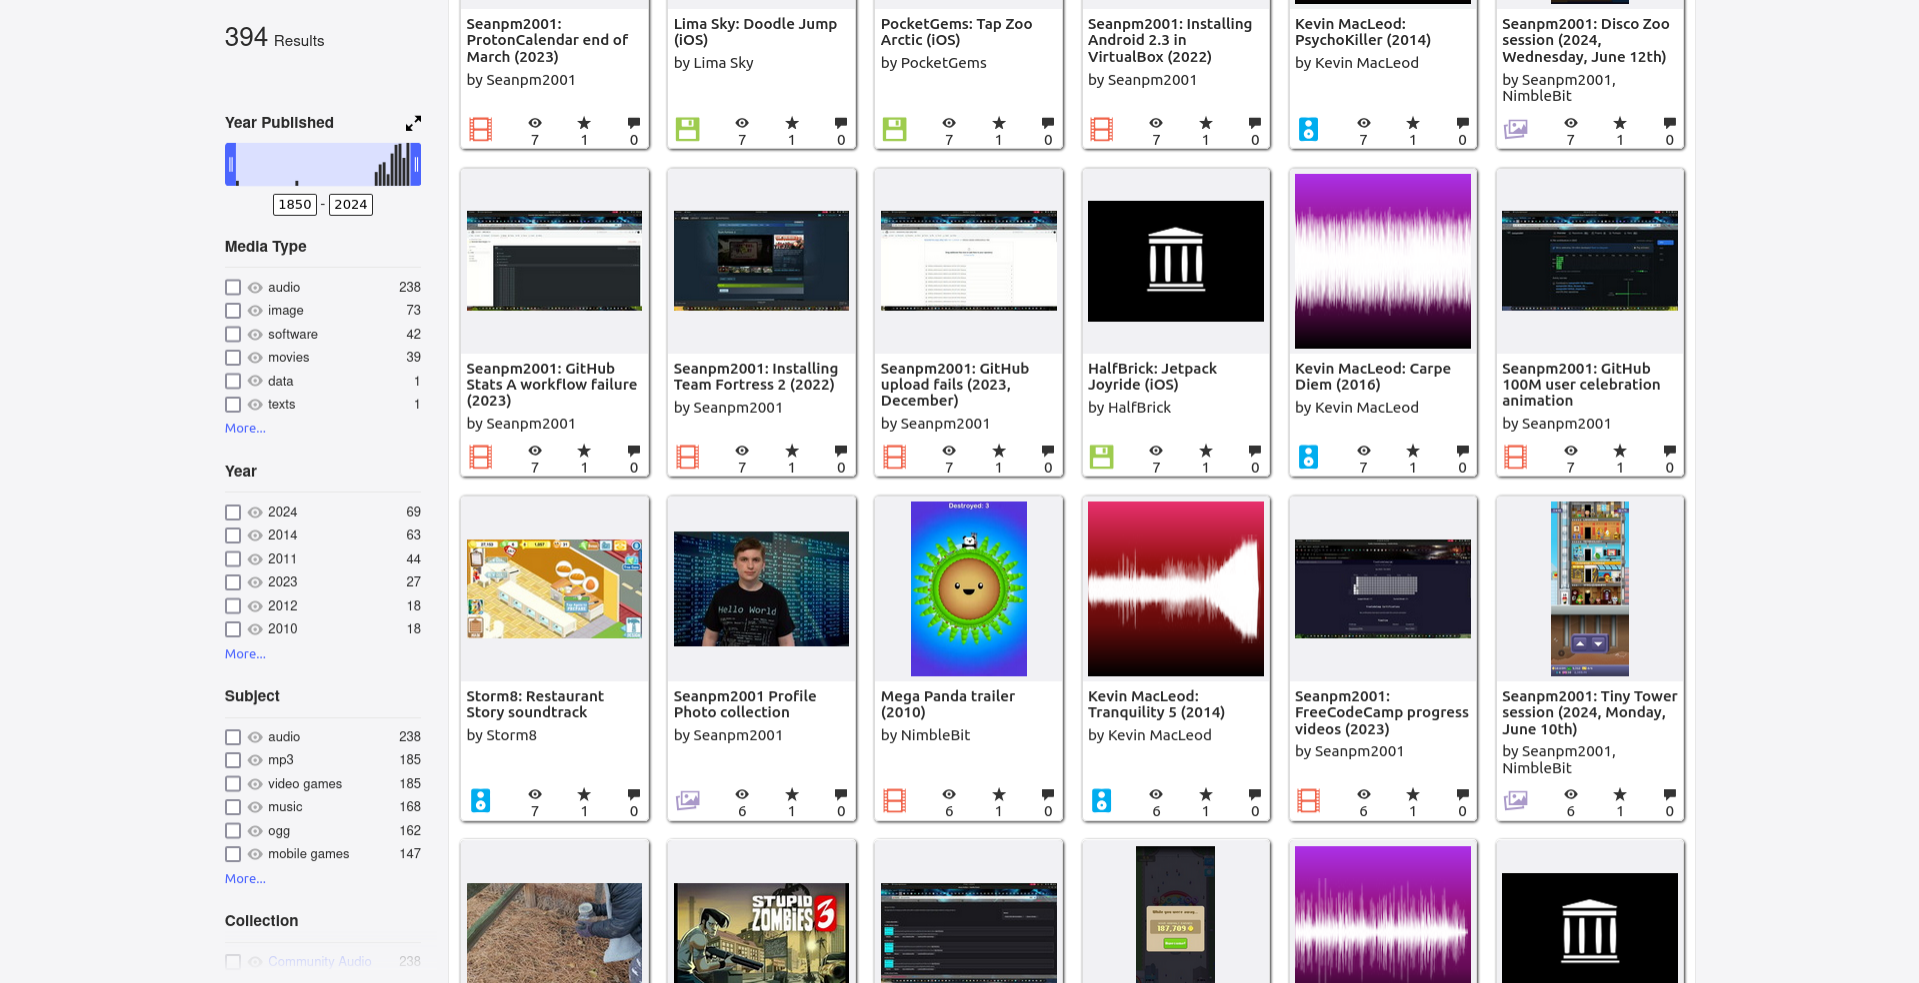 394 Results
Year Published
1850 - 2024
Media Type
audio 238
image 73
software 42
movies 39
data 1
texts 1
More...
Year
2024 69
2014 63
2011 44
2023 27
2012 18
2010 18
More...
Subject
audio 238
mp3 185
video games 185
music 168
ogg 162
mobile games 147
More...
Collection
Community Audio 238
Seanpm2001:
ProtonCalendar end of
March (2023)
by Seanpm2001
7 1 0
Lima Sky: Doodle Jump
(iOS)
by Lima Sky
7 1 0
PocketGems: Tap Zoo
Arctic (iOS)
by PocketGems
7 1 0
Seanpm2001: Installing
Android 2.3 in
VirtualBox (2022)
by Seanpm2001
7 1 0
Kevin MacLeod:
PsychoKiller (2014)
by Kevin MacLeod
7 1 0
Seanpm2001: Disco Zoo
session (2024,
Wednesday, June 12th)
by Seanpm2001,
NimbleBit
7 1 0
Seanpm2001: GitHub
Stats A workflow failure
(2023)
by Seanpm2001
7 1 0
Seanpm2001: Installing
Team Fortress 2 (2022)
by Seanpm2001
7 1 0
Seanpm2001: GitHub
upload fails (2023,
December)
by Seanpm2001
7 1 0
HalfBrick: Jetpack
Joyride (iOS)
by HalfBrick
7 1 0
Kevin MacLeod: Carpe
Diem (2016)
by Kevin MacLeod
7 1 0
Seanpm2001: GitHub
100M user celebration
animation
by Seanpm2001
7 1 0
Storm8: Restaurant
Story soundtrack
by Storm8
7 1 0
Hello World
Seanpm2001 Profile
Photo collection
by Seanpm2001
6 1 0
Destroyed: 3
Mega Panda trailer
(2010)
by NimbleBit
6 1 0
Kevin MacLeod:
Tranquility 5 (2014)
by Kevin MacLeod
6 1 0
Seanpm2001:
FreeCodeCamp progress
videos (2023)
by Seanpm2001
6 1 0
Seanpm2001: Tiny Tower
session (2024, Monday,
June 10th)
by Seanpm2001,
NimbleBit
6 1 0
STUPID
ZOMBIES 3
While you were away...
187,709